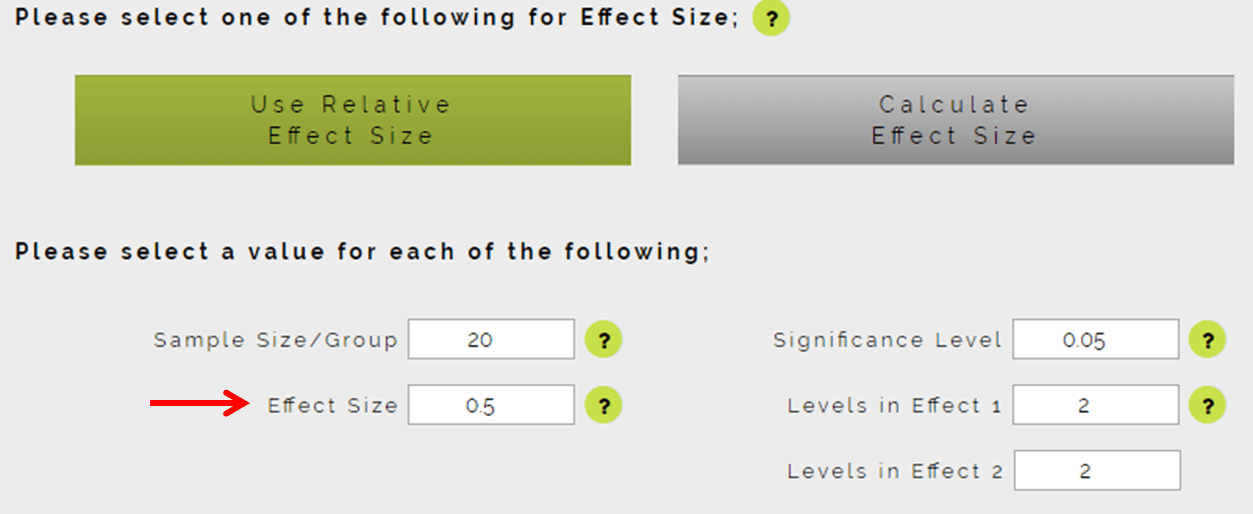 Please select one of the following for Effect Size; ?
Use Relative
Effect Size
Calculate
Effect Size
Please select a value for each of the following;
Sample Size/Group 20 ?
Significance Level 0.05 ?
Effect Size 0.5 ?
Levels in Effect 1 2 ?
Levels in Effect 2 2